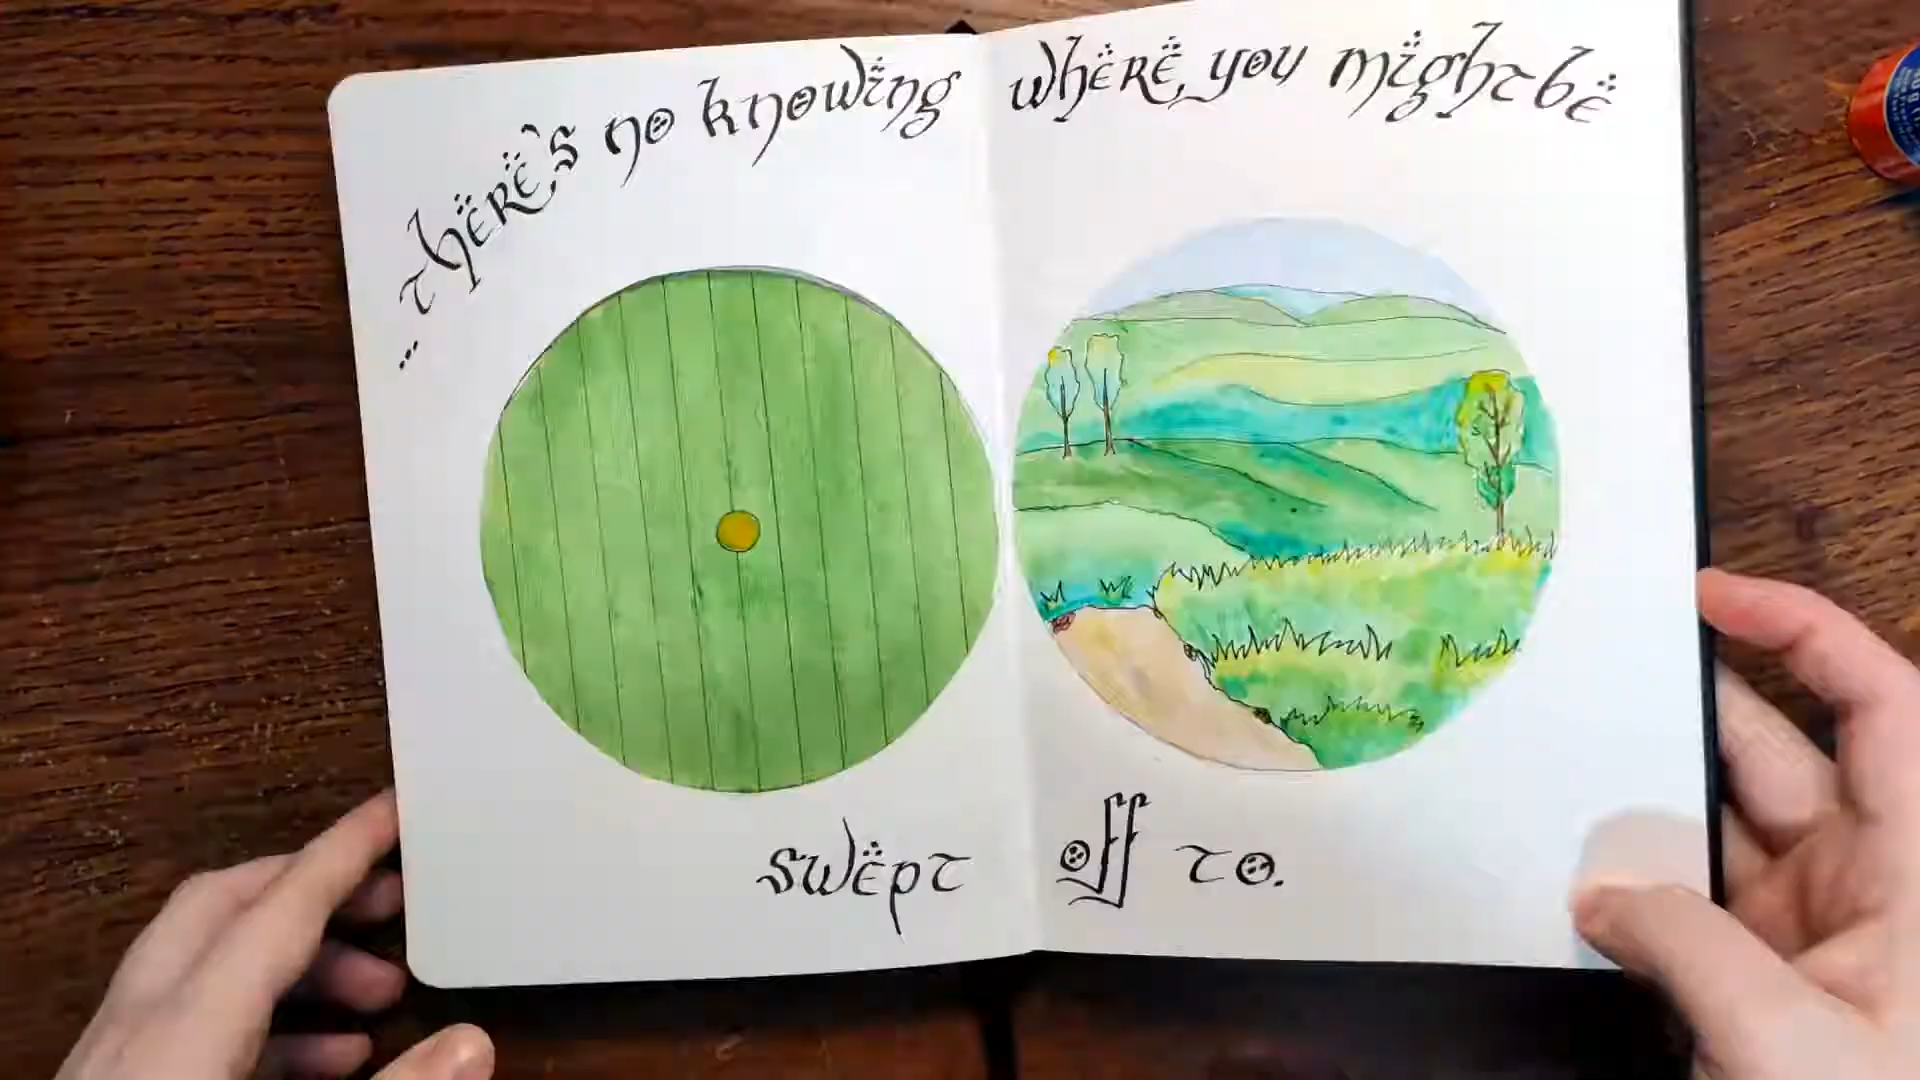 ...there's no knowing where you might be
swept off to.